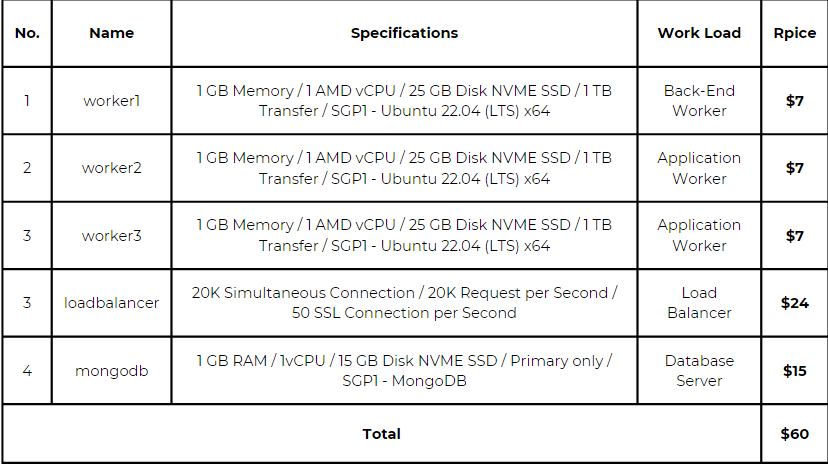 No. Name Specifications Work Load Rpice
1 worker1 1 GB Memory / 1 AMD vCPU / 25 GB Disk NVME SSD / 1 TB Back-End $7
Transfer / SGP1 - Ubuntu 22.04 (LTS) x64 Worker
2 worker2 1 GB Memory / 1 AMD vCPU / 25 GB Disk NVME SSD / 1 TB Application $7
Transfer / SGP1 - Ubuntu 22.04 (LTS) x64 Worker
3 worker3 1 GB Memory / 1 AMD vCPU / 25 GB Disk NVME SSD / 1 TB Application $7
Transfer / SGP1 - Ubuntu 22.04 (LTS) x64 Worker
3 loadbalancer 20K Simultaneous Connection / 20K Request per Second / Load $24
50 SSL Connection per Second Balancer
4 mongodb 1 GB RAM / 1vCPU / 15 GB Disk NVME SSD / Primary only / Database $15
SGP1 - MongoDB Server
Total $60